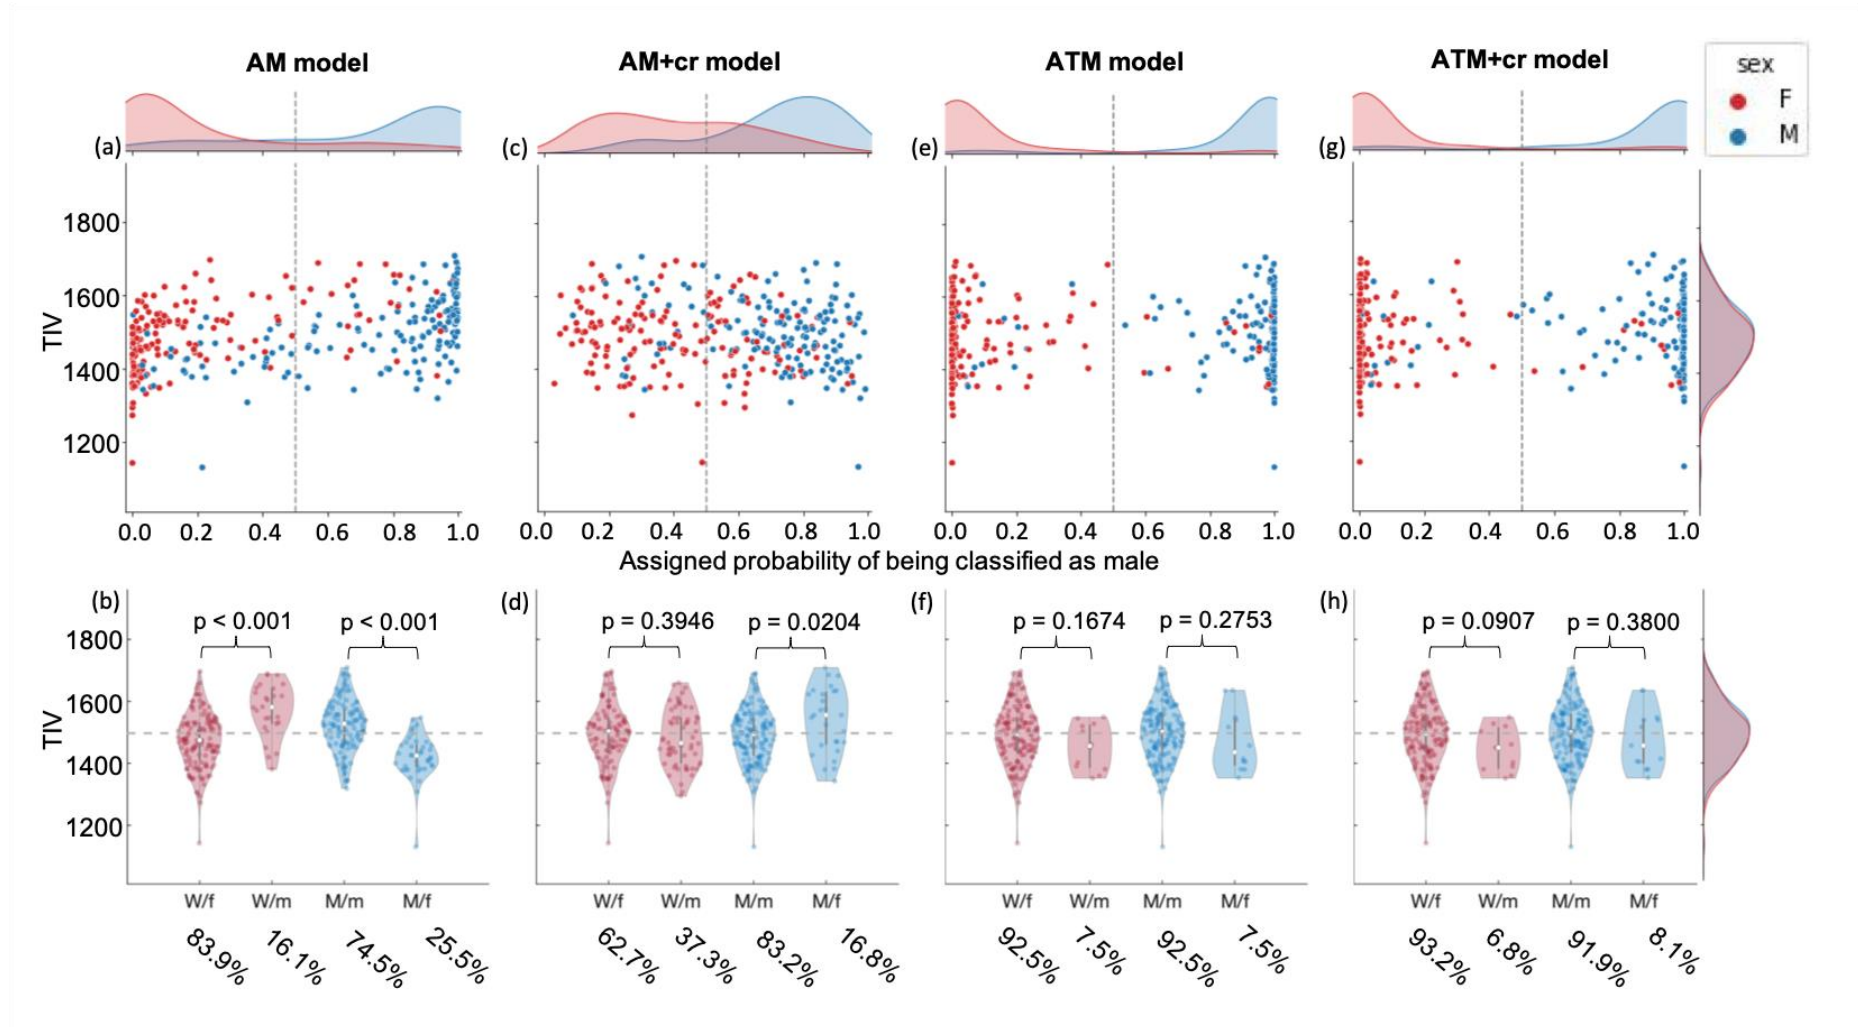 AM model
AM+cr model
ATM model
ATM+cr model
sex
F
M
(a)
(c)
(e)
(g)
TIV
1800
1600
1400
1200
0.0 0.2 0.4 0.6 0.8 1.0
0.0 0.2 0.4 0.6 0.8 1.0
0.0 0.2 0.4 0.6 0.8 1.0
0.0 0.2 0.4 0.6 0.8 1.0
Assigned probability of being classified as male
(b)
p < 0.001
p < 0.001
(d)
p = 0.3946
p = 0.0204
(f)
p = 0.1674
p = 0.2753
(h)
p = 0.0907
p = 0.3800
TIV
1800
1600
1400
1200
W/f W/m M/m M/f
W/f W/m M/m M/f
W/f W/m M/m M/f
W/f W/m M/m M/f
83.9% 16.1% 74.5% 25.5%
62.7% 37.3% 83.2% 16.8%
92.5% 7.5% 92.5% 7.5%
93.2% 6.8% 91.9% 8.1%